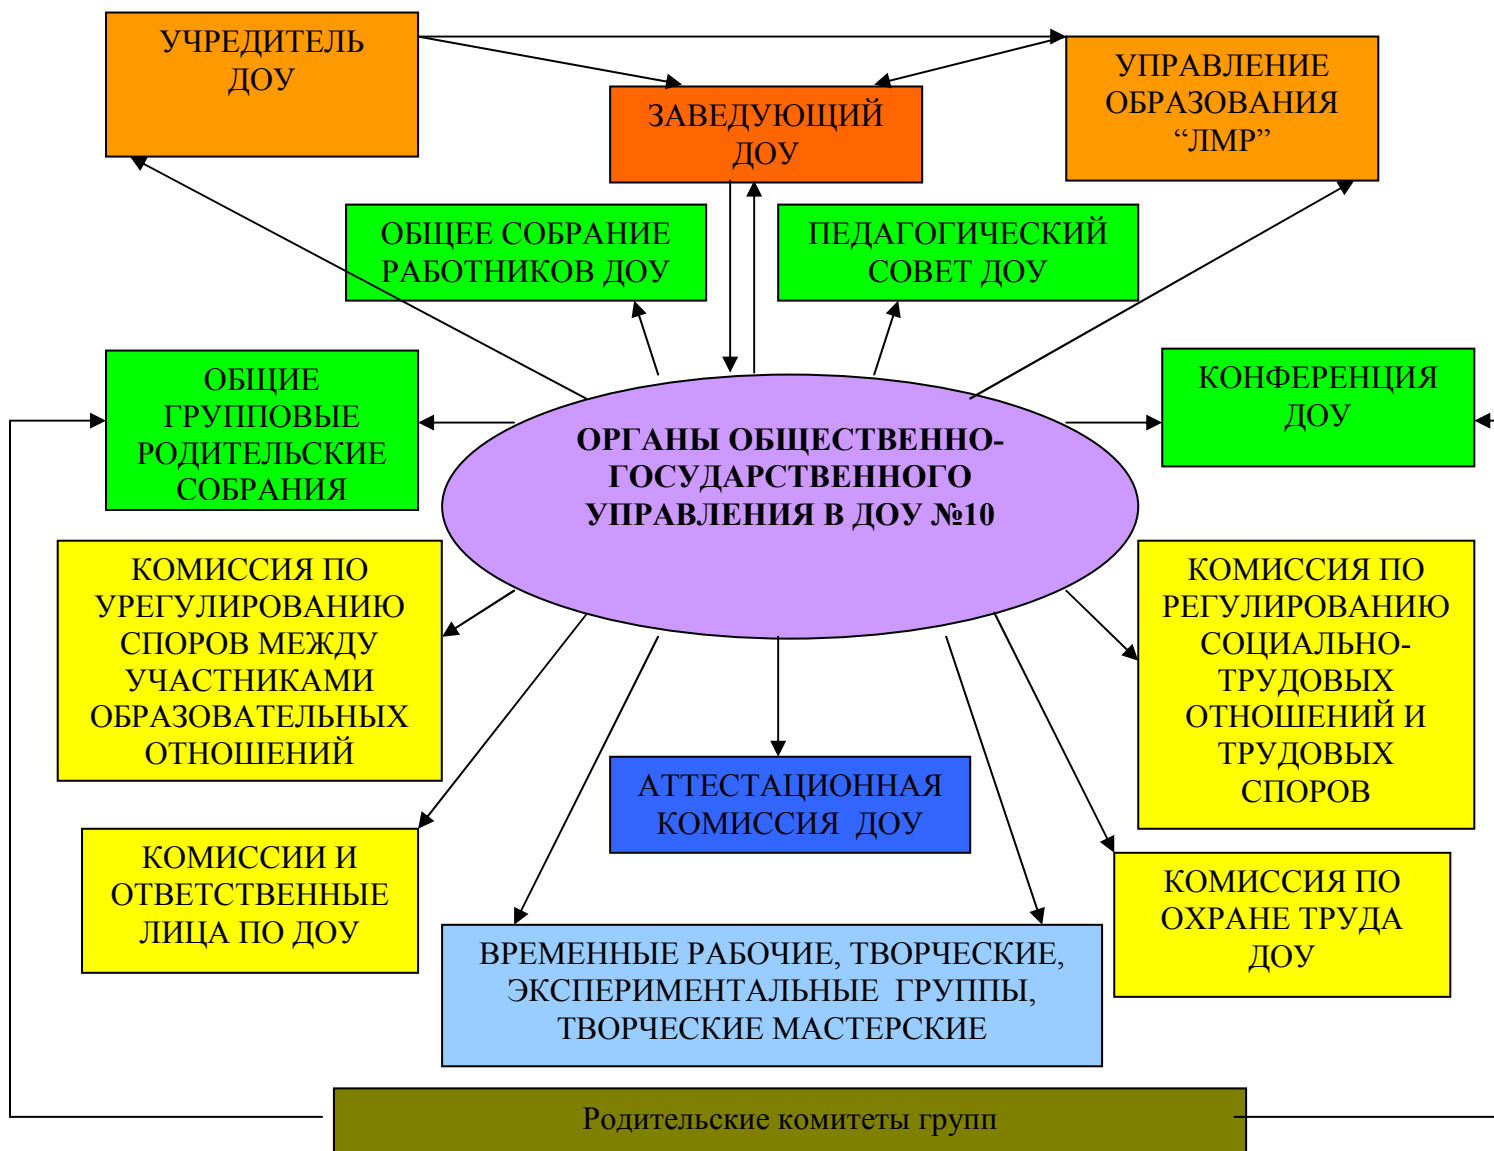 УЧРЕДИТЕЛЬ
ДОУ
ЗАВЕДУЮЩИЙ
ДОУ
УПРАВЛЕНИЕ
ОБРАЗОВАНИЯ
“ЛМР”
ОБЩЕЕ СОБРАНИЕ
РАБОТНИКОВ ДОУ
ПЕДАГОГИЧЕСКИЙ
СОВЕТ ДОУ
ОБЩИЕ
ГРУППОВЫЕ
РОДИТЕЛЬСКИЕ
СОБРАНИЯ
КОНФЕРЕНЦИЯ
ДОУ
ОРГАНЫ ОБЩЕСТВЕННО-
ГОСУДАРСТВЕННОГО
УПРАВЛЕНИЯ В ДОУ №10
КОМИССИЯ ПО
УРЕГУЛИРОВАНИЮ
СПОРОВ МЕЖДУ
УЧАСТНИКАМИ
ОБРАЗОВАТЕЛЬНЫХ
ОТНОШЕНИЙ
КОМИССИЯ ПО
РЕГУЛИРОВАНИЮ
СОЦИАЛЬНО-
ТРУДОВЫХ
ОТНОШЕНИЙ И
ТРУДОВЫХ
СПОРОВ
АТТЕСТАЦИОННАЯ
КОМИССИЯ ДОУ
КОМИССИИ И
ОТВЕТСТВЕННЫЕ
ЛИЦА ПО ДОУ
КОМИССИЯ ПО
ОХРАНЕ ТРУДА
ДОУ
ВРЕМЕННЫЕ РАБОЧИЕ, ТВОРЧЕСКИЕ,
ЭКСПЕРИМЕНТАЛЬНЫЕ ГРУППЫ,
ТВОРЧЕСКИЕ МАСТЕРСКИЕ
Родительские комитеты групп